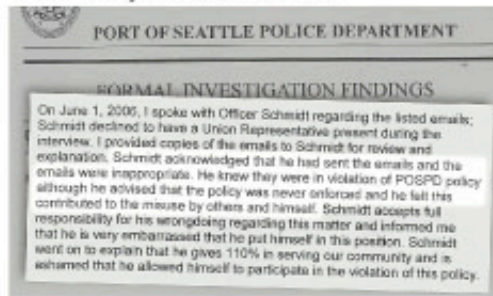 PORT OF SEATTLE POLICE DEPARTMENT
FORMAL INVESTIGATION FINDINGS
On June 1, 2006, I spoke with Officer Schmidt regarding the listed emails;
Schmidt declined to have a Union Representative present during the
interview. I provided copies of the emails to Schmidt for review and
explanation. Schmidt acknowledged that he had sent the emails and the
emails were inappropriate. He knew they were in violation of POSPD policy
although he advised that the policy was never enforced and he felt this
contributed to the misuse by others and himself. Schmidt accepts full
responsibility for his wrongdoing regarding this matter and informed me
that he is very embarrassed that he put himself in this position. Schmidt
went on to explain that he gives 110% in serving our community and is
ashamed that he allowed himself to participate in the violation of this policy.